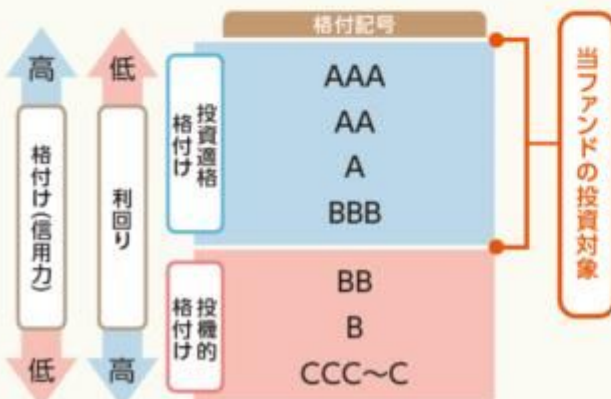 格付記号
高
格付け(信用力)
低
低
利回り
高
投資適格
格付け
AAA
AA
A
BBB
投機的
格付け
BB
B
CCC～C
当ファンドの投資対象